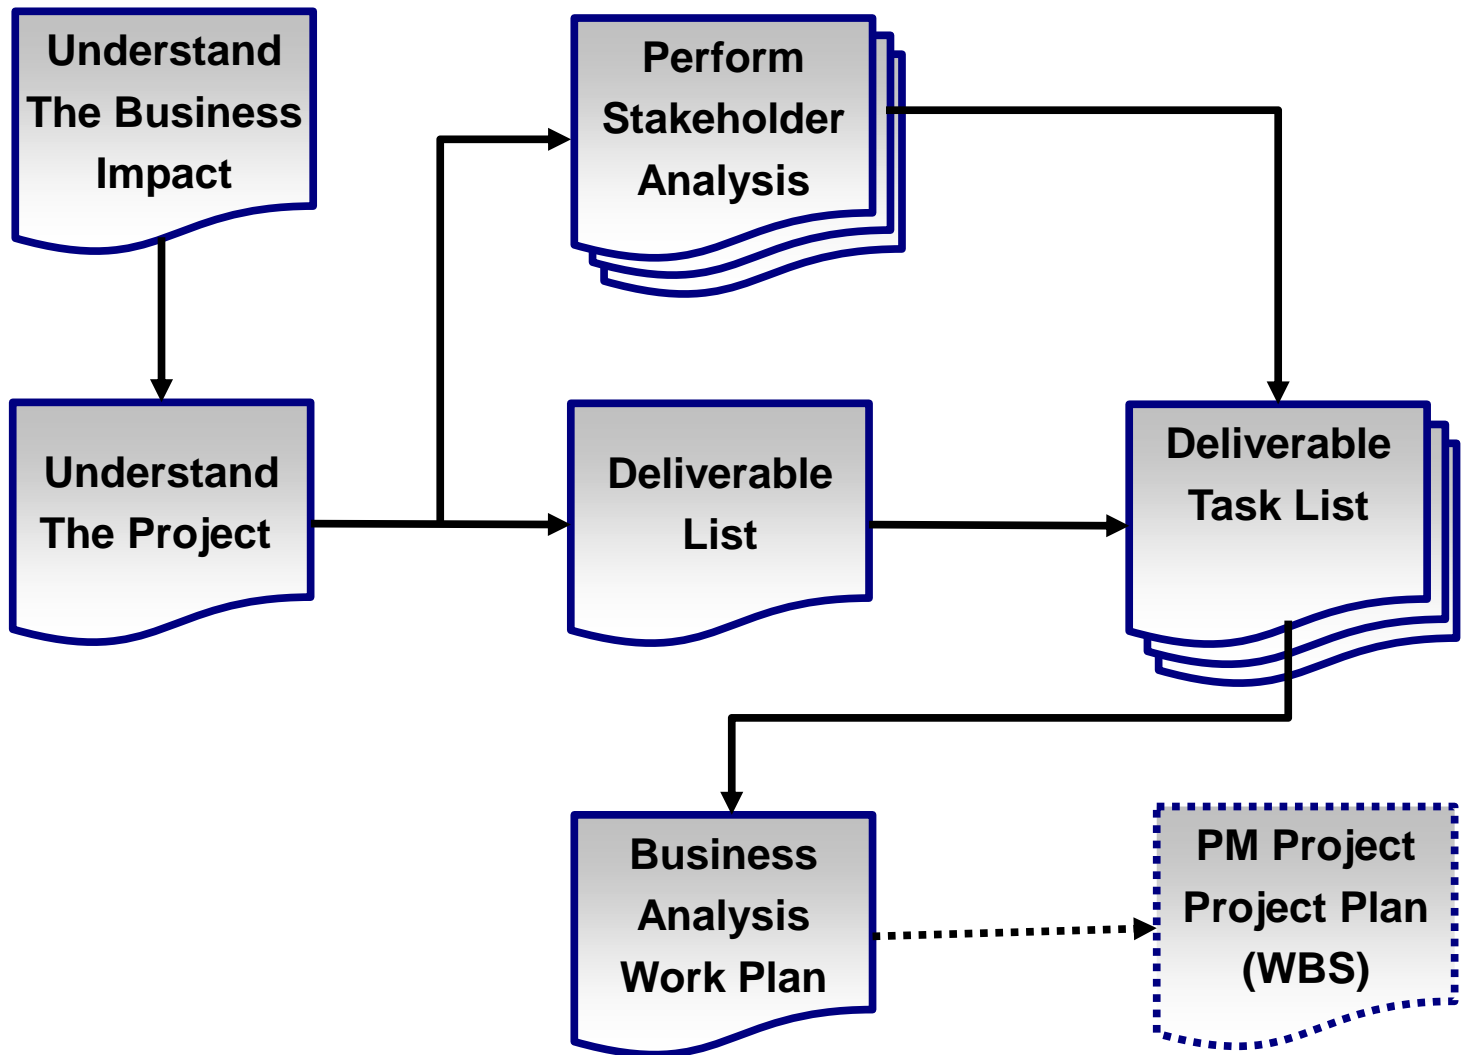 Understand
The Business
Impact
Perform
Stakeholder
Analysis
Understand
The Project
Deliverable
List
Deliverable
Task List
Business
Analysis
Work Plan
PM Project
Project Plan
(WBS)